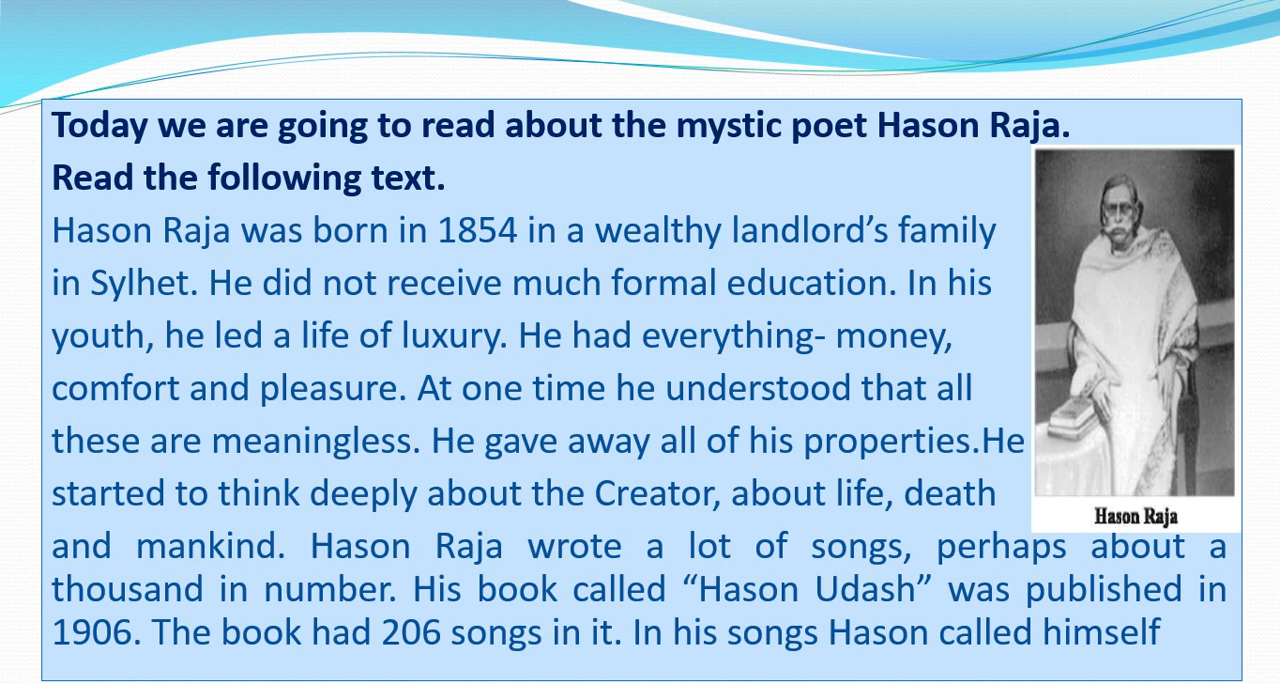 Today we are going to read about the mystic poet Hason Raja.
Read the following text.
Hason Raja was born in 1854 in a wealthy landlord’s family
in Sylhet. He did not receive much formal education. In his
youth, he led a life of luxury. He had everything- money,
comfort and pleasure. At one time he understood that all
these are meaningless. He gave away all of his properties.He
started to think deeply about the Creator, about life, death
Hason Raja
and mankind. Hason Raja wrote a lot of songs, perhaps about a
thousand in number. His book called “Hason Udash” was published in
1906. The book had 206 songs in it. In his songs Hason called himself